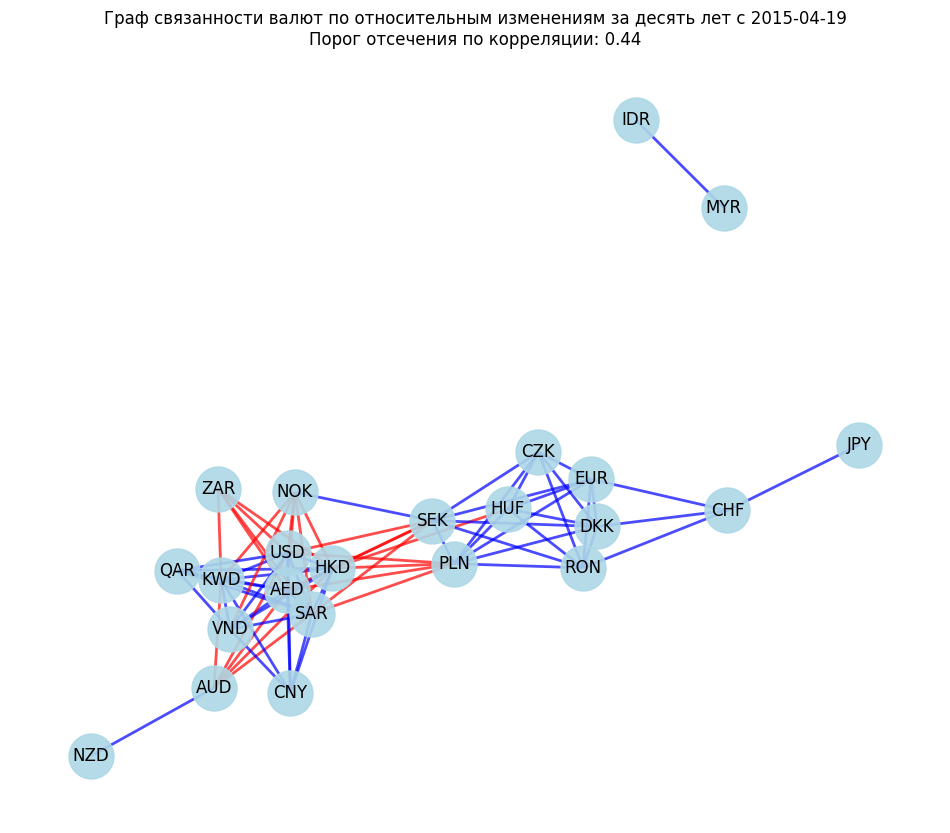 Граф связанности валют по относительным изменениям за десять лет с 2015-04-19
Порог отсечения по корреляции: 0.44
IDR
MYR
JPY
CZK
EUR
ZAR
NOK
HUF
CHF
SEK
DKK
USD
PLN
HKD
RON
QAR
KWD
AED
SAR
VND
AUD
CNY
NZD